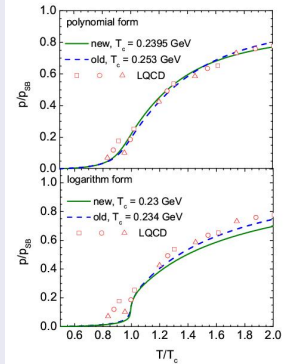 1.0
polynomial form
0.8
new, T_c = 0.2395 GeV
old, T_c = 0.253 GeV
LQCD
0.6
p/p_SB
0.4
0.2
0.0
logarithm form
0.8
new, T_c = 0.23 GeV
old, T_c = 0.234 GeV
LQCD
0.6
p/p_SB
0.4
0.2
0.0
0.6 0.8 1.0 1.2 1.4 1.6 1.8 2.0
T/T_c